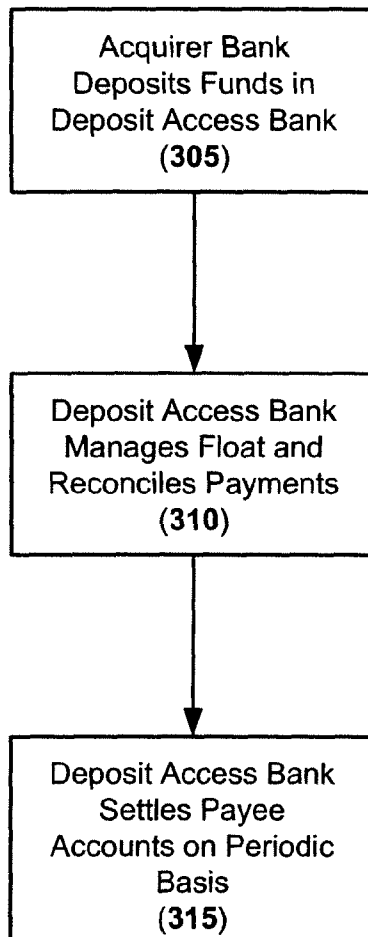 Acquirer Bank
Deposits Funds in
Deposit Access Bank
(305)
Deposit Access Bank
Manages Float and
Reconciles Payments
(310)
Deposit Access Bank
Settles Payee
Accounts on Periodic
Basis
(315)